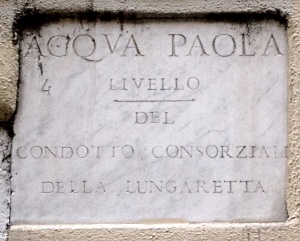 ACQVA PAOLA
4 LIVELLO
DEL
CONDOTTO CONSORZIALE
DELLA LUNGARETTA